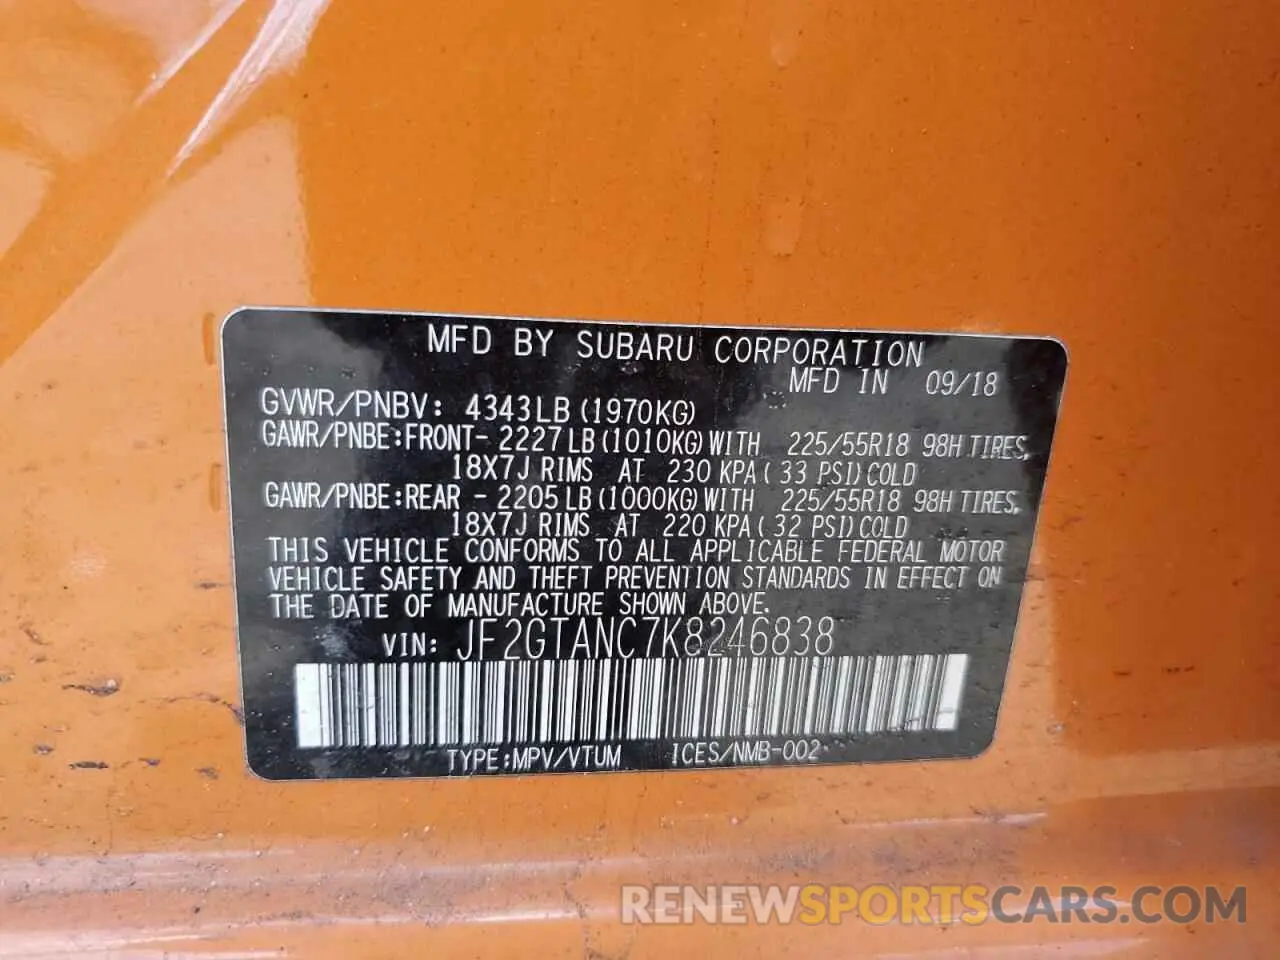 MFD BY SUBARU CORPORATION
MFD IN 09/18
GVWR/PNBV: 4343LB(1970KG)
GAWR/PNBE:FRONT- 2227LB(1010KG)WITH 225/55R18 98H TIRES,
18X7J RIMS AT 230 KPA( 33 PSI)COLD
GAWR/PNBE:REAR - 2205LB(1000KG)WITH 225/55R18 98H TIRES,
18X7J RIMS AT 220 KPA( 32 PSI)COLD
THIS VEHICLE CONFORMS TO ALL APPLICABLE FEDERAL MOTOR
VEHICLE SAFETY AND THEFT PREVENTION STANDARDS IN EFFECT ON
THE DATE OF MANUFACTURE SHOWN ABOVE.
VIN: JF2GTANC7K8246838
TYPE:MPV/VTUM ICES/NMB-002
RENEWSPORTSCARS.COM